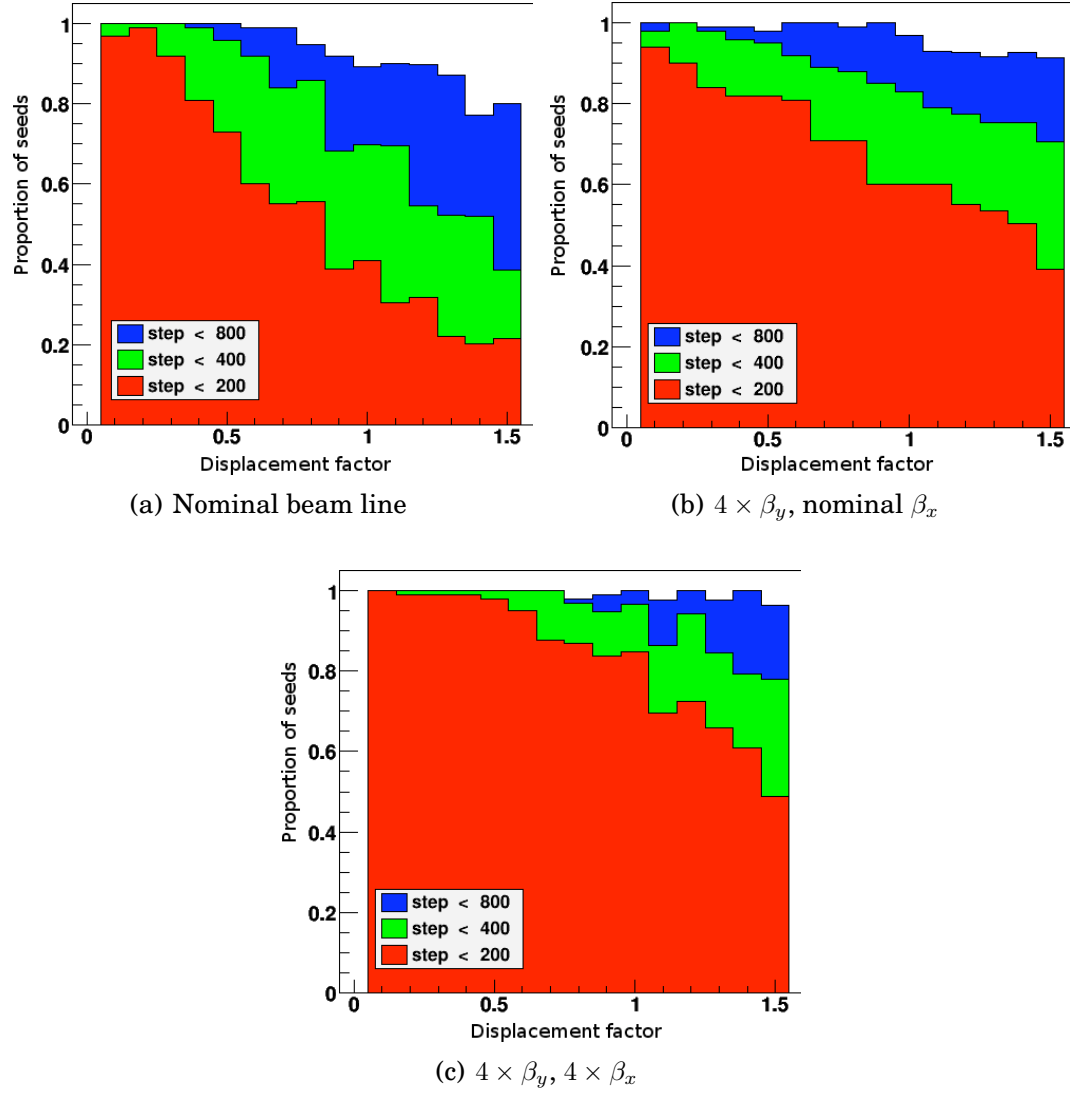 Proportion of seeds
1
0.8
0.6
0.4
0.2
0
step < 800
step < 400
step < 200
0 0.5 1 1.5
Displacement factor
(a) Nominal beam line
Proportion of seeds
1
0.8
0.6
0.4
0.2
0
step < 800
step < 400
step < 200
0 0.5 1 1.5
Displacement factor
(b) 4 × β_y, nominal β_x
Proportion of seeds
1
0.8
0.6
0.4
0.2
0
step < 800
step < 400
step < 200
0 0.5 1 1.5
Displacement factor
(c) 4 × β_y, 4 × β_x